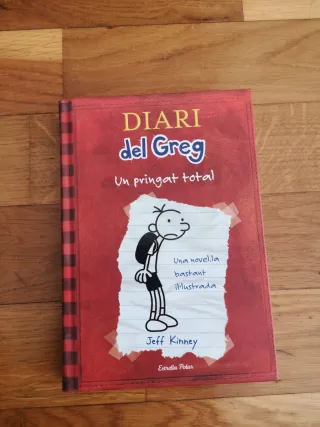 DIARI
del Greg
Un pringat total
Una novel·la
bastant
il·lustrada
Jeff Kinney
Estrella Polar